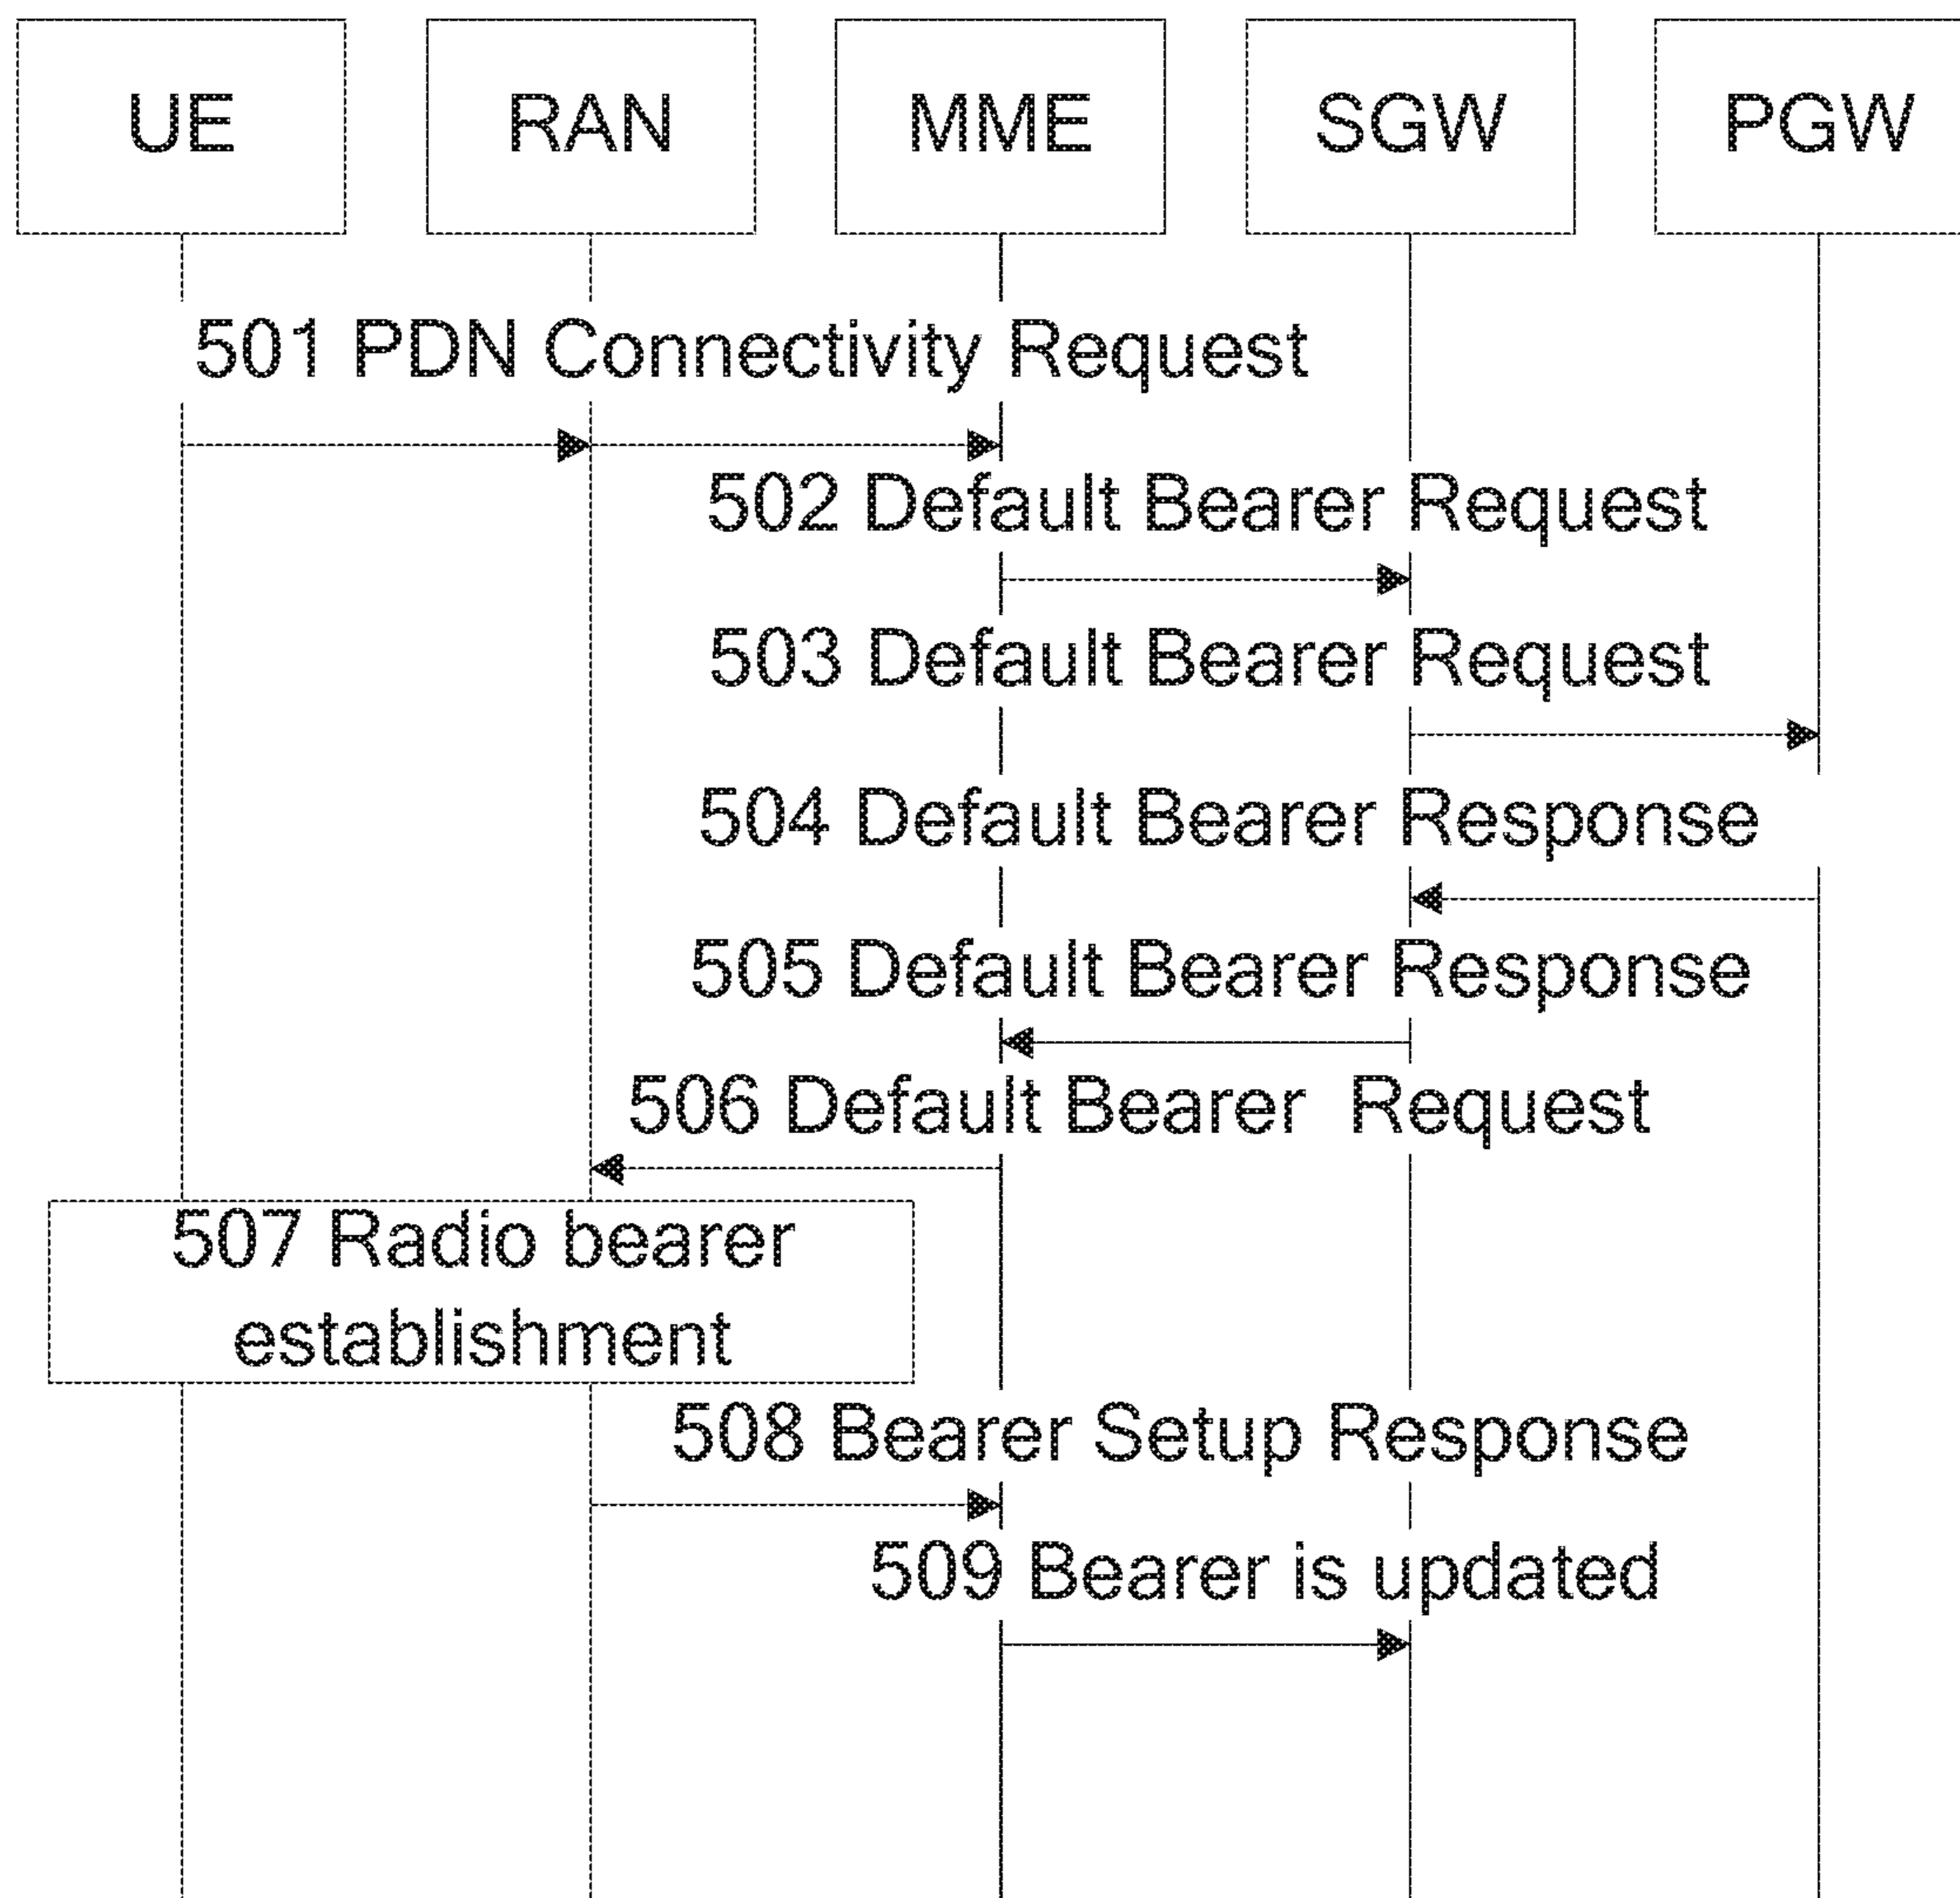 UE RAN MME SGW PGW
501 PDN Connectivity Request
502 Default Bearer Request
503 Default Bearer Request
504 Default Bearer Response
505 Default Bearer Response
506 Default Bearer Request
507 Radio bearer
establishment
508 Bearer Setup Response
509 Bearer is updated